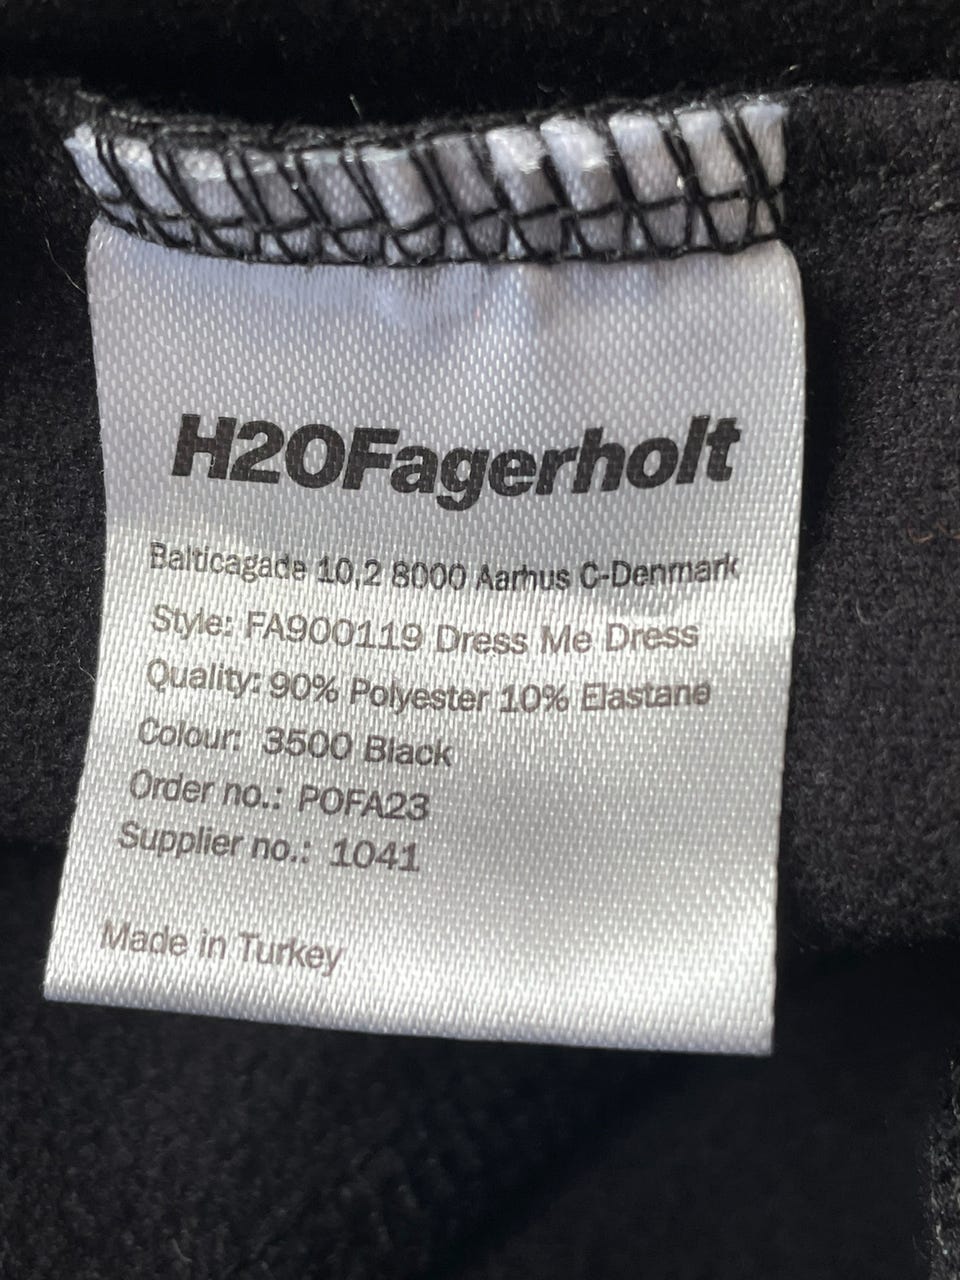 H2OFagerholt
Balticagade 10,2 8000 Aarhus C-Denmark
Style: FA900119 Dress Me Dress
Quality: 90% Polyester 10% Elastane
Colour: 3500 Black
Order no.: POFA23
Supplier no.: 1041
Made in Turkey